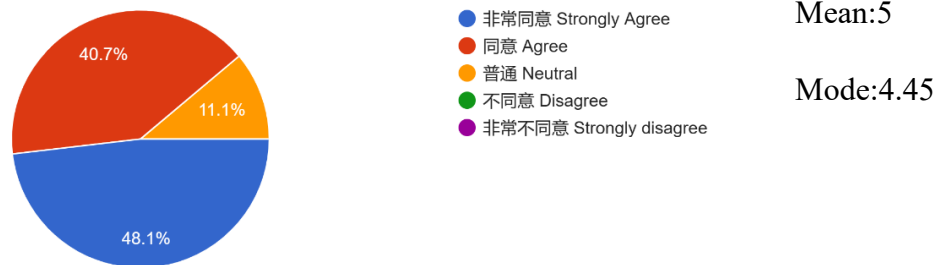 40.7%
11.1%
48.1%
非常同意 Strongly Agree
同意 Agree
普通 Neutral
不同意 Disagree
非常不同意 Strongly disagree
Mean:5
Mode:4.45